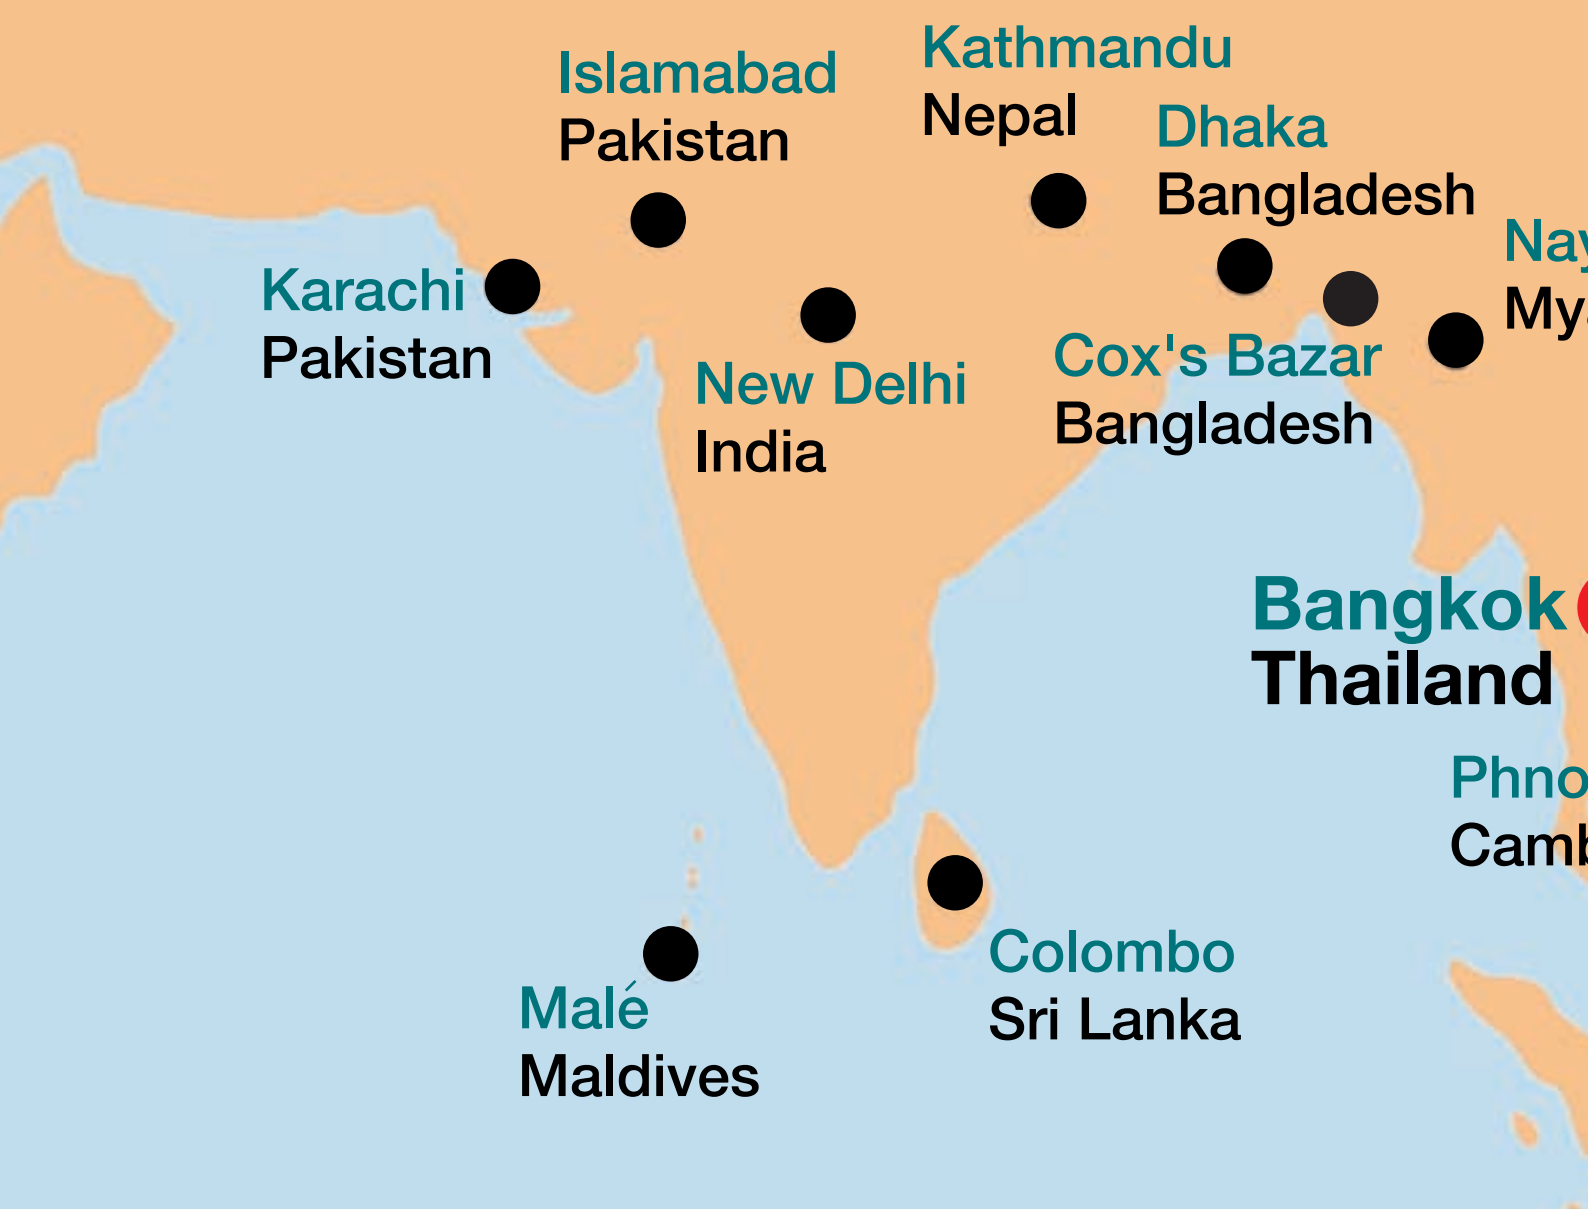 Islamabad
Pakistan
Kathmandu
Nepal
Dhaka
Bangladesh
Karachi
Pakistan
New Delhi
India
Cox's Bazar
Bangladesh
Bangkok
Thailand
Colombo
Sri Lanka
Malé
Maldives